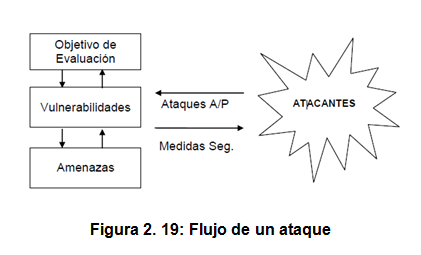 Objetivo de
Evaluación
Vulnerabilidades
Ataques A/P
ATACANTES
Medidas Seg.
Amenazas
Figura 2. 19: Flujo de un ataque